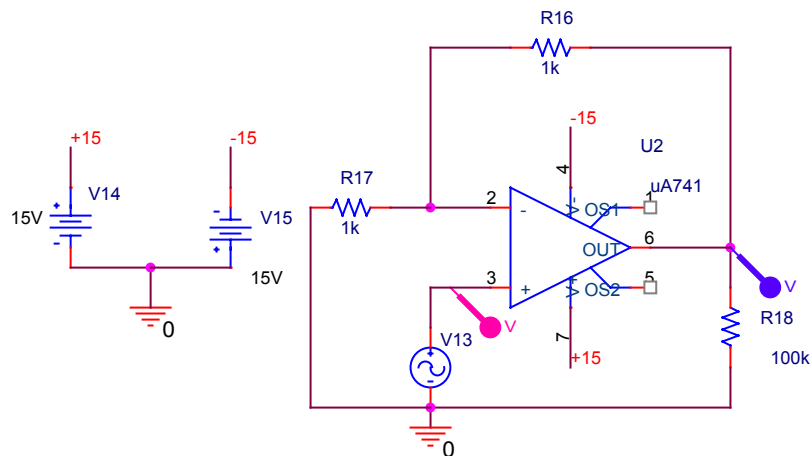 R16
1k
+15
-15
-15
U2
V14
15V
V15
15V
0
R17
1k
4
V-
OS1
1
uA741
2
-
OUT
6
3
+
V+
OS2
5
V
V
7
+15
V13
R18
100k
0